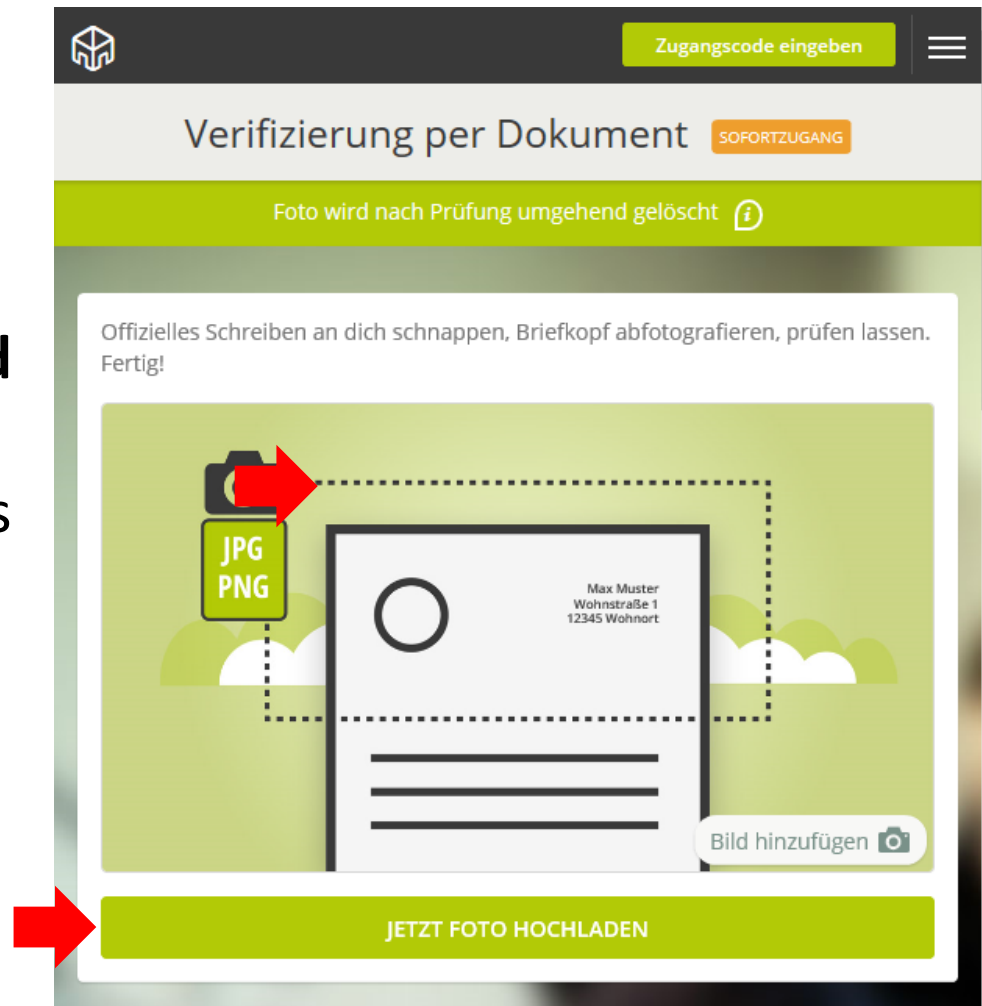 Zugangscode eingeben
Verifizierung per Dokument SOFORTZUGANG
Foto wird nach Prüfung umgehend gelöscht i
Offizielles Schreiben an dich schnappen, Briefkopf abfotografieren, prüfen lassen.
Fertig!
JPG
PNG
Max Muster
Wohnstraße 1
12345 Wohnort
Bild hinzufügen
JETZT FOTO HOCHLADEN